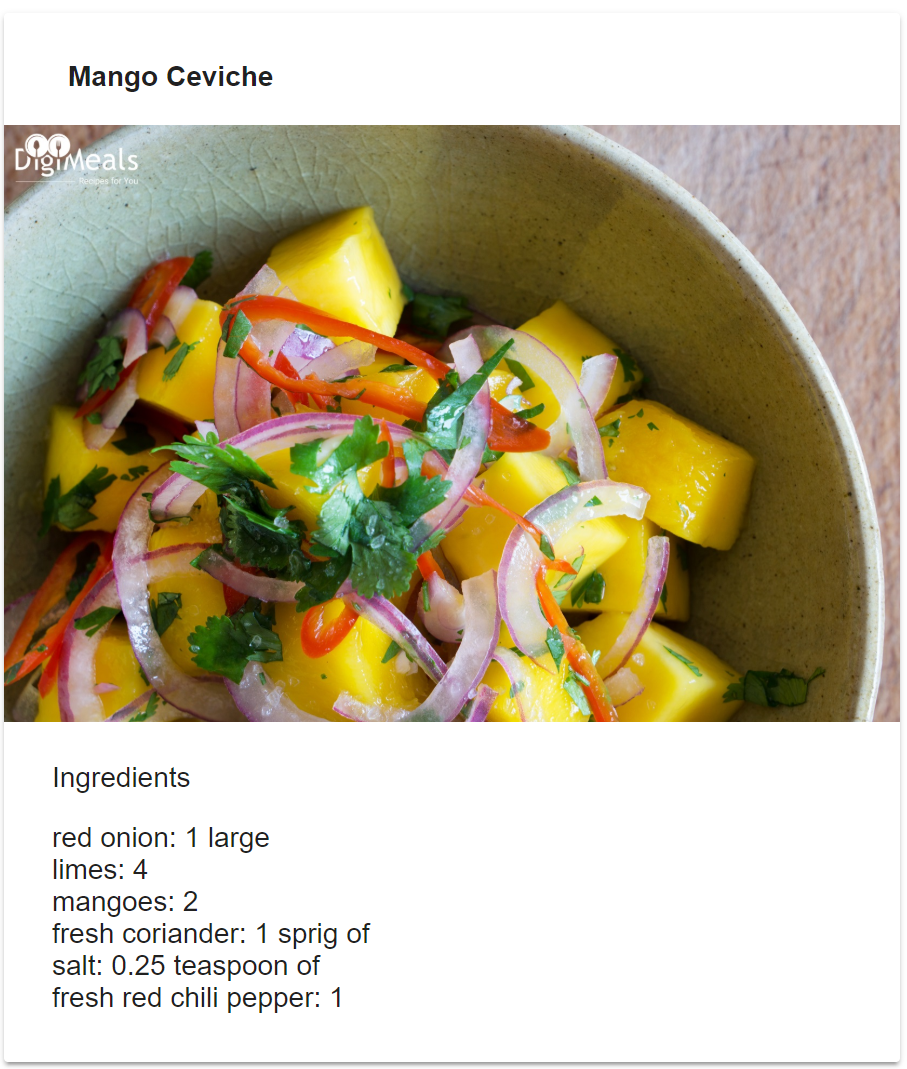 Mango Ceviche
DigiMeals
Recipes for You
Ingredients
red onion: 1 large
limes: 4
mangoes: 2
fresh coriander: 1 sprig of
salt: 0.25 teaspoon of
fresh red chili pepper: 1